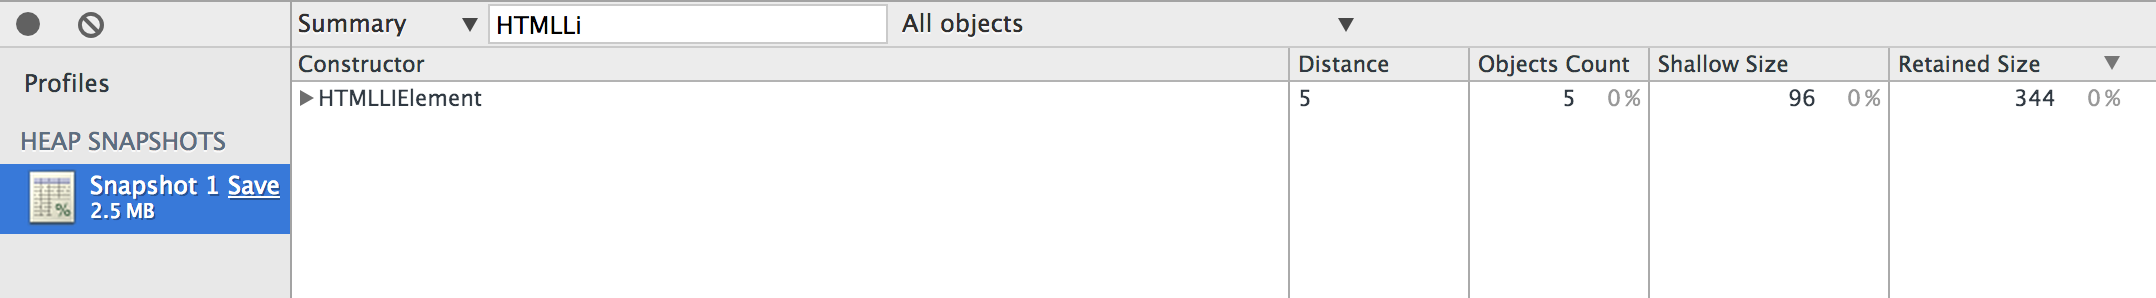 Summary HTMLLi All objects
Profiles
HEAP SNAPSHOTS
Snapshot 1 Save
2.5 MB
Constructor Distance Objects Count Shallow Size Retained Size
HTMLLIElement 5 5 0% 96 0% 344 0%